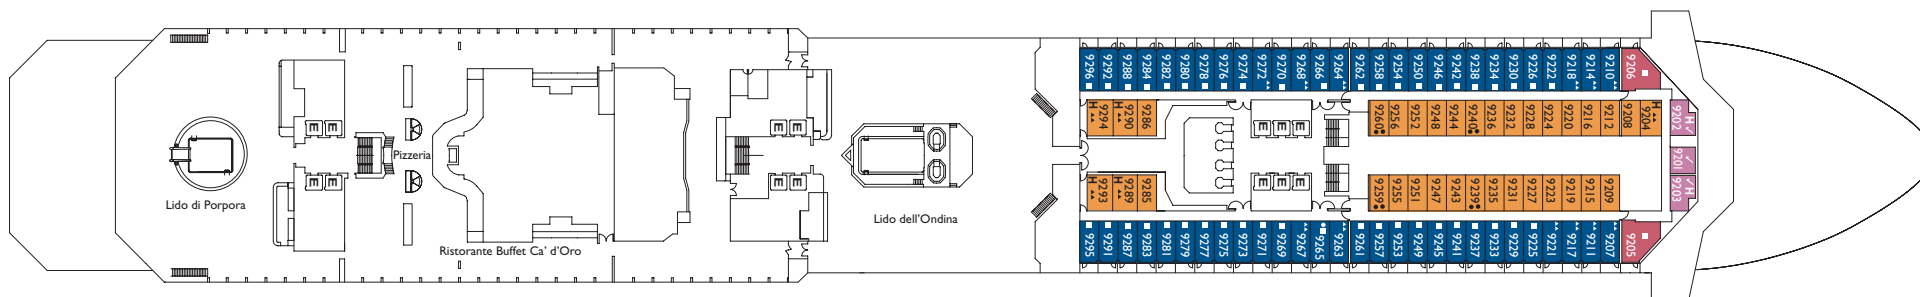 9296 9292 9288 9284 9282 9280 9278 9276 9274 9272 9270 9268 9266 9264 9262 9258 9254 9250 9246 9242 9238 9234 9230 9226 9222 9218 9214 9210 9206
H 9294 H 9290 9286 9260 9256 9252 9248 9244 9240 9236 9232 9228 9224 9220 9216 9212 9208 H 9204 9202 H
E E E E E E E
Pizzeria
9201
E E E E E E E
H 9293 H 9289 9285 9259 9255 9251 9247 9243 9239 9235 9231 9227 9223 9219 9215 9209 9203 H
Lido di Porpora
Lido dell'Ondina
Ristorante Buffet Ca' d'Oro
9295 9291 9287 9283 9281 9279 9277 9275 9273 9271 9269 9267 9265 9263 9261 9257 9253 9249 9245 9241 9237 9233 9229 9225 9221 9217 9211 9207 9205